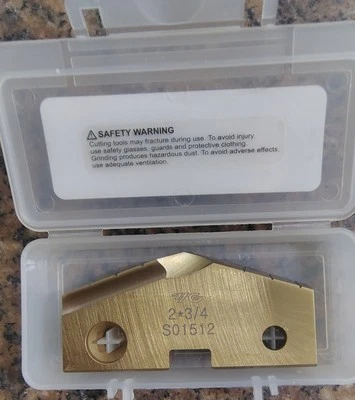 ⚠SAFETY WARNING
Cutting tools may fracture during use. To avoid injury,
use safety glasses, guards and protective clothing.
Grinding produces hazardous dust. To avoid adverse effects,
use adequate ventilation.
2*3/4
S01512